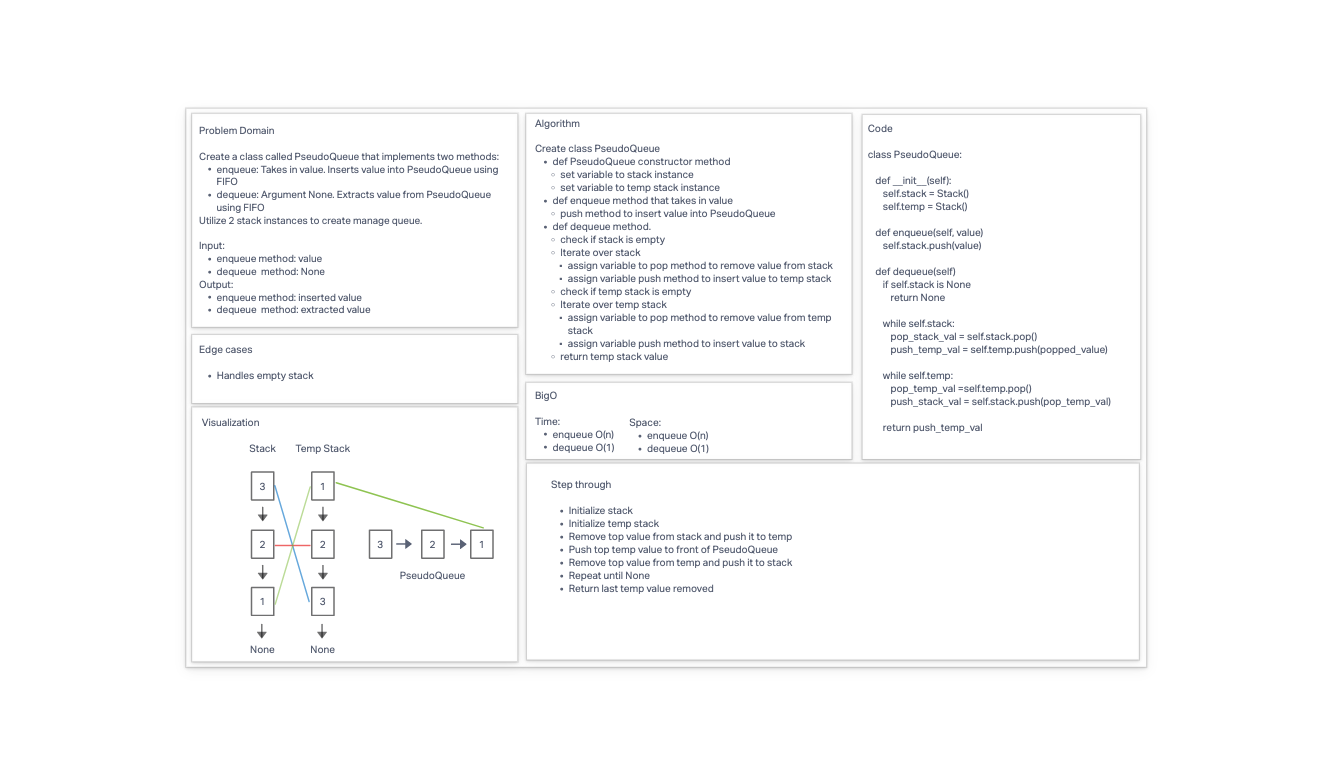 Problem Domain
Create a class called PseudoQueue that implements two methods:
• enqueue: Takes in value. Inserts value into PseudoQueue using
FIFO
• dequeue: Argument None. Extracts value from PseudoQueue
using FIFO
Utilize 2 stack instances to create manage queue.
Input:
• enqueue method: value
• dequeue  method: None
Output:
• enqueue method: inserted value
• dequeue  method: extracted value
Edge cases
• Handles empty stack
Visualization
Stack Temp Stack
3 1
2 2 3 2 1
PseudoQueue
1 3
None None
Algorithm
Create class PseudoQueue
• def PseudoQueue constructor method
◦ set variable to stack instance
◦ set variable to temp stack instance
• def enqueue method that takes in value
◦ push method to insert value into PseudoQueue
• def dequeue method.
◦ check if stack is empty
◦ Iterate over stack
▪ assign variable to pop method to remove value from stack
▪ assign variable push method to insert value to temp stack
◦ check if temp stack is empty
◦ Iterate over temp stack
▪ assign variable to pop method to remove value from temp
stack
▪ assign variable push method to insert value to stack
◦ return temp stack value
BigO
Time: Space:
• enqueue O(n) • enqueue O(n)
• dequeue O(1) • dequeue O(1)
Code
class PseudoQueue:
def __init__(self):
self.stack = Stack()
self.temp = Stack()
def enqueue(self, value)
self.stack.push(value)
def dequeue(self)
if self.stack is None
return None
while self.stack:
pop_stack_val = self.stack.pop()
push_temp_val = self.temp.push(popped_value)
while self.temp:
pop_temp_val =self.temp.pop()
push_stack_val = self.stack.push(pop_temp_val)
return push_temp_val
Step through
• Initialize stack
• Initialize temp stack
• Remove top value from stack and push it to temp
• Push top temp value to front of PseudoQueue
• Remove top value from temp and push it to stack
• Repeat until None
• Return last temp value removed